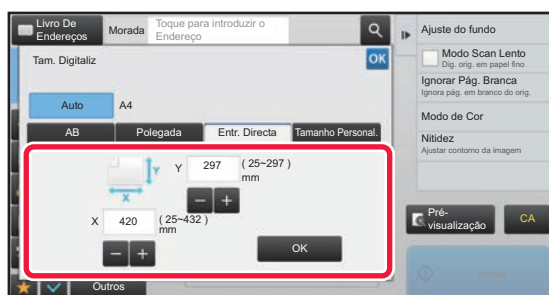 Livro De
Endereços
Morada
Toque para introduzir o
Endereço
Tam. Digitaliz
OK
Auto
A4
AB
Polegada
Entr. Directa
Tamanho Personal.
Y
Y
297
( 25~297 )
mm
X
X
420
( 25~432 )
mm
OK
Outros
Ajuste do fundo
Modo Scan Lento
Dig. orig. em papel fino
Ignorar Pág. Branca
Ignora pág. em branco do orig.
Modo de Cor
Nitidez
Ajustar contorno da imagem
Pré-
visualização
CA
Iniciar